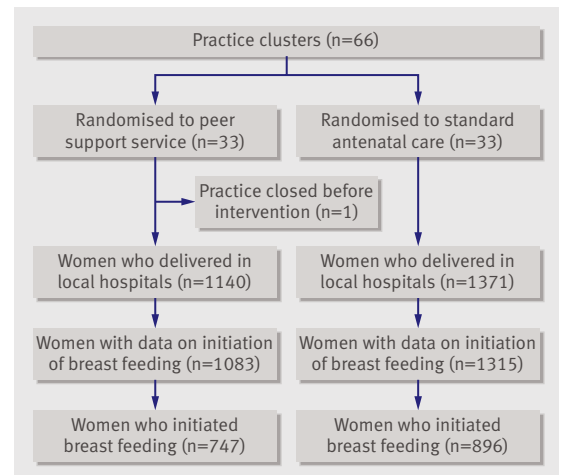 Practice clusters (n=66)
Randomised to peer
support service (n=33)
Randomised to standard
antenatal care (n=33)
Practice closed before
intervention (n=1)
Women who delivered in
local hospitals (n=1140)
Women who delivered in
local hospitals (n=1371)
Women with data on initiation
of breast feeding (n=1083)
Women with data on initiation
of breast feeding (n=1315)
Women who initiated
breast feeding (n=747)
Women who initiated
breast feeding (n=896)